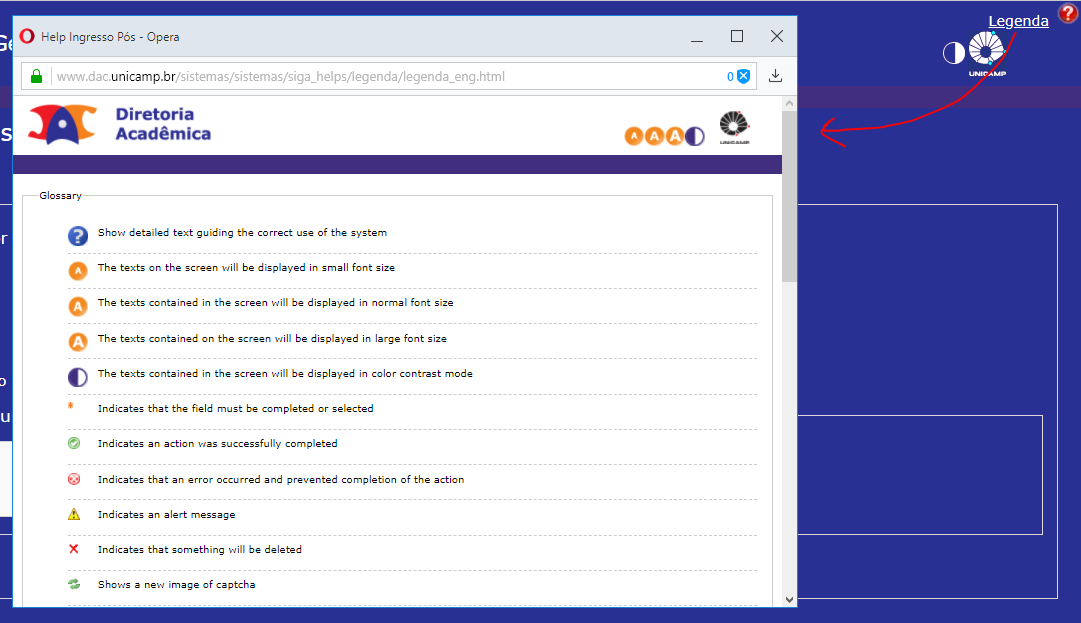 Legenda
?
UNICAMP
Help Ingresso Pós - Opera
www.dac.unicamp.br/sistemas/sistemas/siga_helps/legenda/legenda_eng.html
0
Diretoria
Acadêmica
A A A
UNICAMP
Glossary
? Show detailed text guiding the correct use of the system
A The texts on the screen will be displayed in small font size
A The texts contained in the screen will be displayed in normal font size
A The texts contained on the screen will be displayed in large font size
The texts contained in the screen will be displayed in color contrast mode
* Indicates that the field must be completed or selected
Indicates an action was successfully completed
Indicates that an error occurred and prevented completion of the action
Indicates an alert message
Indicates that something will be deleted
Shows a new image of captcha